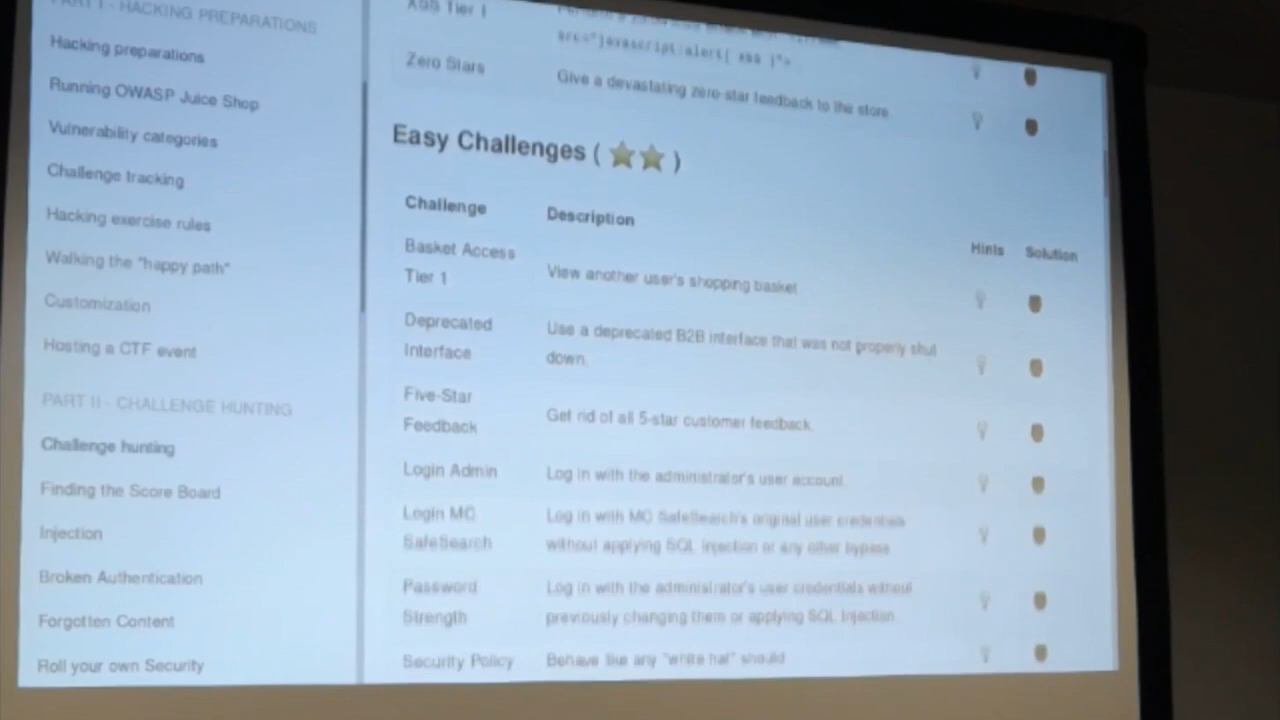 PART I - HACKING PREPARATIONS
Hacking preparations
Running OWASP Juice Shop
Vulnerability categories
Challenge tracking
Hacking exercise rules
Walking the "happy path"
Customization
Hosting a CTF event
PART II - CHALLENGE HUNTING
Challenge hunting
Finding the Score Board
Injection
Broken Authentication
Forgotten Content
Roll your own Security
XSS Tier 1
Zero Stars
Give a devastating zero-star feedback to the store.
Easy Challenges ( ⭐⭐ )
Challenge
Description
Hints
Solution
Basket Access
Tier 1
View another user's shopping basket.
Deprecated
Interface
Use a deprecated B2B interface that was not properly shut
down.
Five-Star
Feedback
Get rid of all 5-star customer feedback.
Login Admin
Log in with the administrator's user account.
Login MC
SafeSearch
Log in with MC SafeSearch's original user credentials
without applying SQL Injection or any other bypass.
Password
Strength
Log in with the administrator's user credentials without
previously changing them or applying SQL Injection.
Security Policy
Behave like any "white hat" should